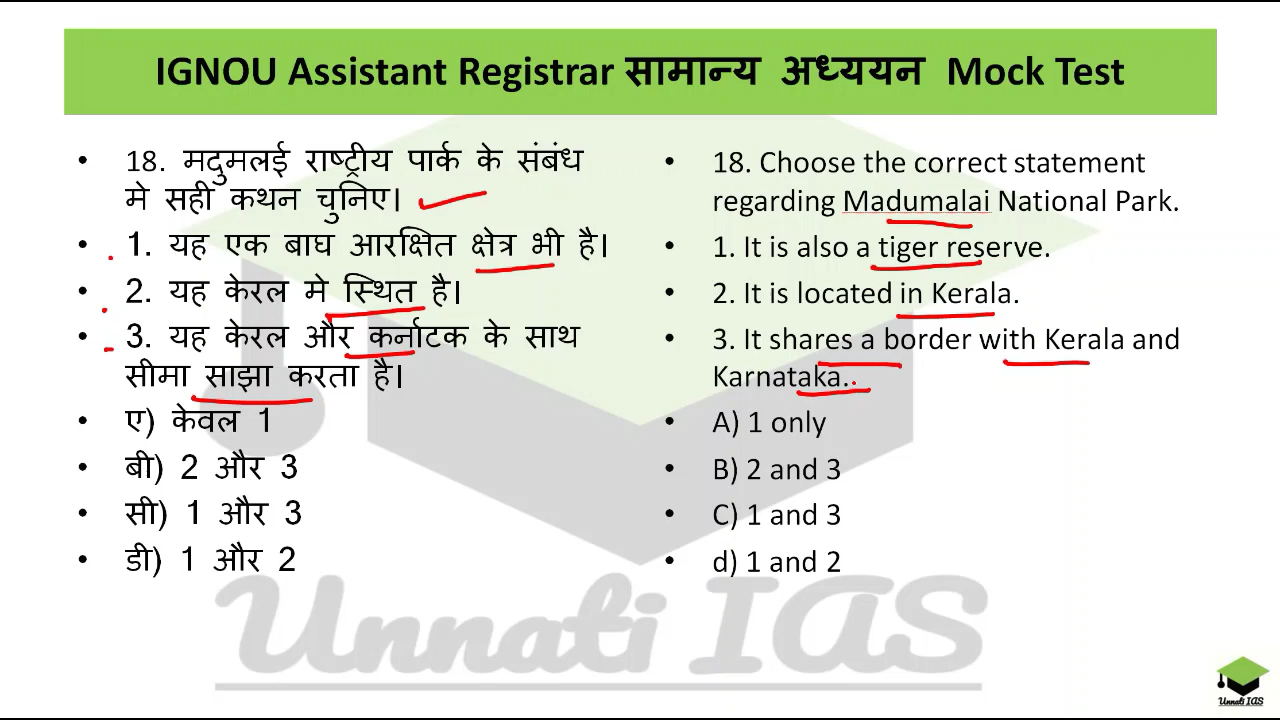 IGNOU Assistant Registrar सामान्य अध्ययन Mock Test
• 18. मदुमलई राष्ट्रीय पार्क के संबंध
मे सही कथन चुनिए।
• 1. यह एक बाघ आरक्षित क्षेत्र भी है।
• 2. यह केरल मे स्थित है।
• 3. यह केरल और कर्नाटक के साथ
सीमा साझा करता है।
• ए) केवल 1
• बी) 2 और 3
• सी) 1 और 3
• डी) 1 और 2
• 18. Choose the correct statement
regarding Madumalai National Park.
• 1. It is also a tiger reserve.
• 2. It is located in Kerala.
• 3. It shares a border with Kerala and
Karnataka.
• A) 1 only
• B) 2 and 3
• C) 1 and 3
• d) 1 and 2
Unnati IAS
Unnati IAS